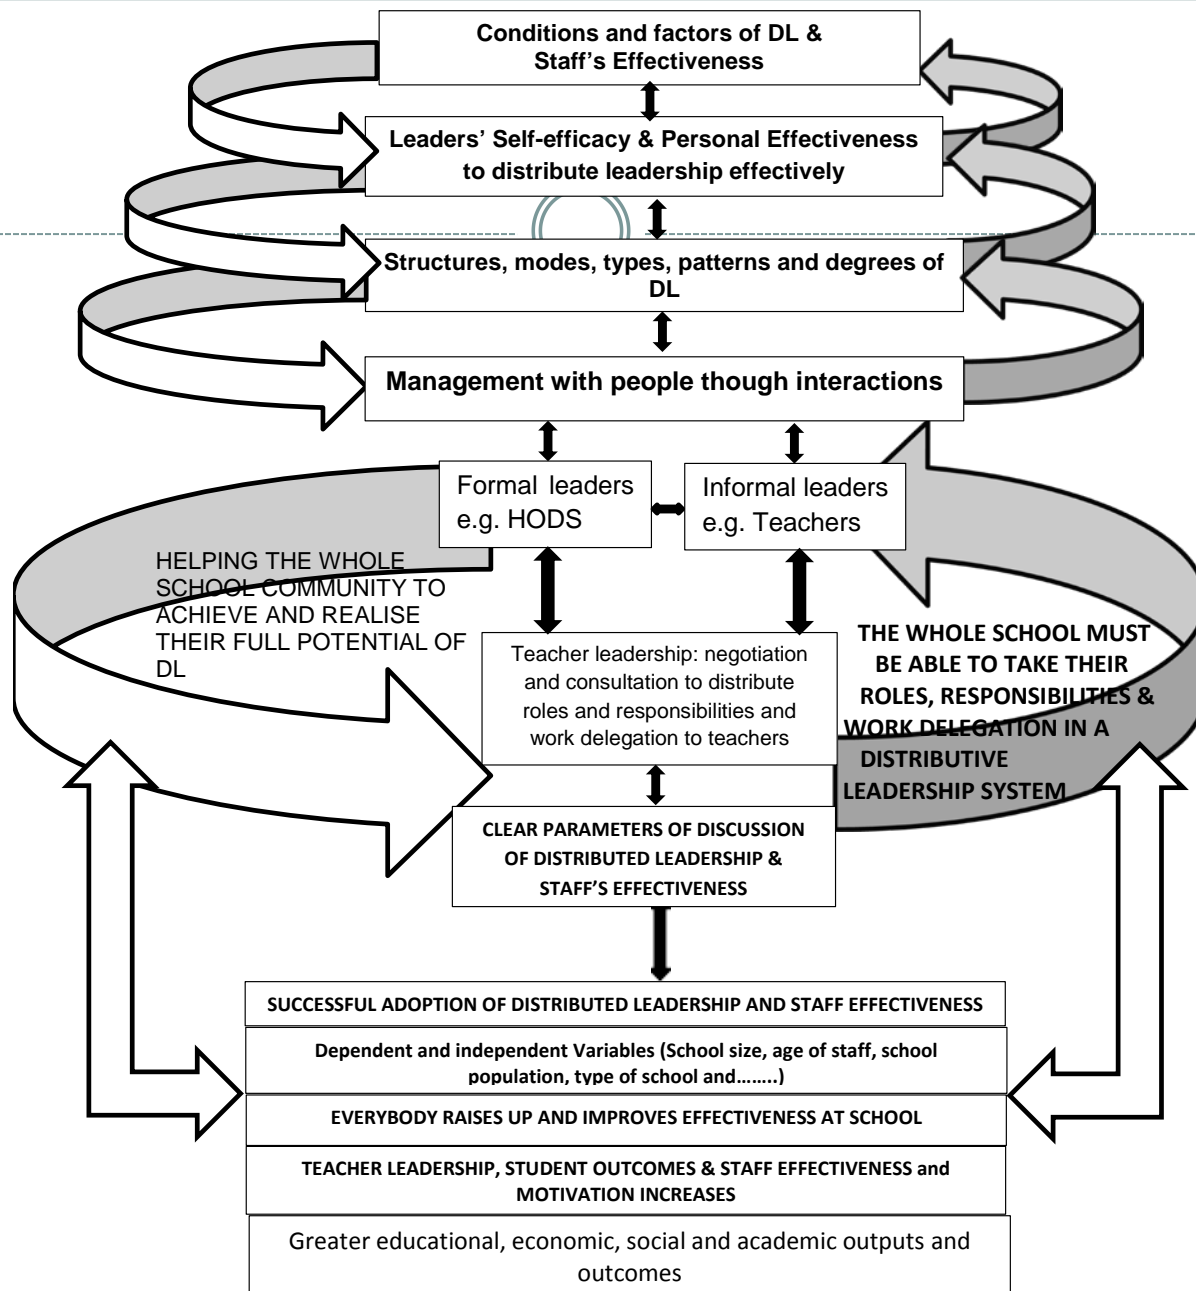 Conditions and factors of DL &
Staff's Effectiveness
Leaders' Self-efficacy & Personal Effectiveness
to distribute leadership effectively
Structures, modes, types, patterns and degrees of
DL
Management with people though interactions
Formal leaders
e.g. HODS
Informal leaders
e.g. Teachers
HELPING THE WHOLE
SCHOOL COMMUNITY TO
ACHIEVE AND REALISE
THEIR FULL POTENTIAL OF
DL
Teacher leadership: negotiation
and consultation to distribute
roles and responsibilities and
work delegation to teachers
THE WHOLE SCHOOL MUST
BE ABLE TO TAKE THEIR
ROLES, RESPONSIBILITIES &
WORK DELEGATION IN A
DISTRIBUTIVE
LEADERSHIP SYSTEM
CLEAR PARAMETERS OF DISCUSSION
OF DISTRIBUTED LEADERSHIP &
STAFF'S EFFECTIVENESS
SUCCESSFUL ADOPTION OF DISTRIBUTED LEADERSHIP AND STAFF EFFECTIVENESS
Dependent and independent Variables (School size, age of staff, school
population, type of school and……..)
EVERYBODY RAISES UP AND IMPROVES EFFECTIVENESS AT SCHOOL
TEACHER LEADERSHIP, STUDENT OUTCOMES & STAFF EFFECTIVENESS and
MOTIVATION INCREASES
Greater educational, economic, social and academic outputs and
outcomes